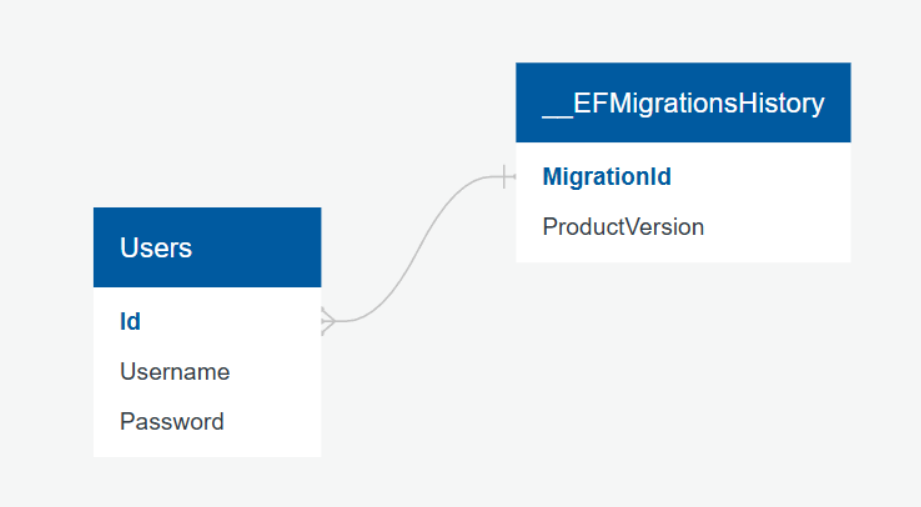 __EFMigrationsHistory
MigrationId
ProductVersion
Users
Id
Username
Password